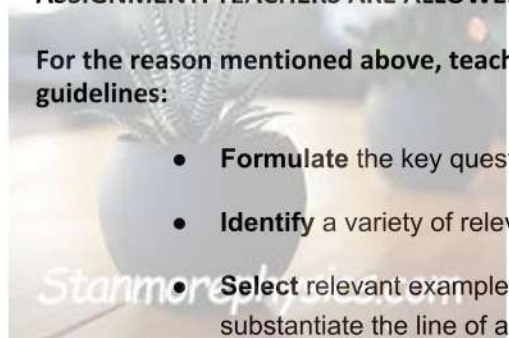 For the reason mentioned above, teach
guidelines:
● Formulate the key ques
● Identify a variety of rele
● Select relevant example
substantiate the line of a
Stanmorephysics.com